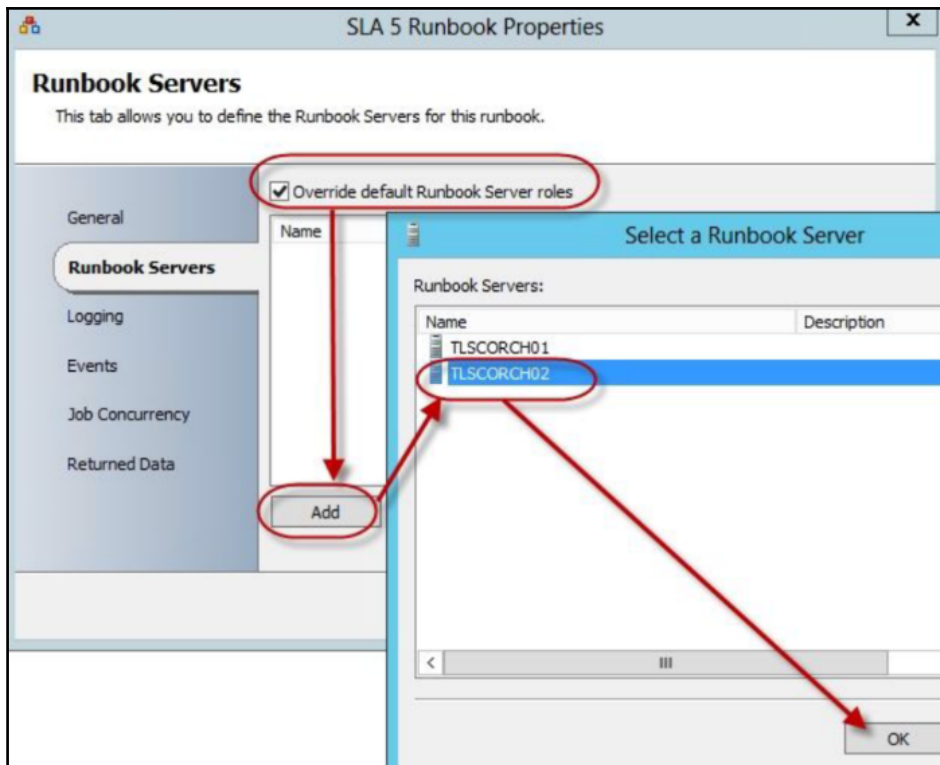 SLA 5 Runbook Properties
x
Runbook Servers
This tab allows you to define the Runbook Servers for this runbook.
Override default Runbook Server roles
General
Runbook Servers
Logging
Events
Job Concurrency
Returned Data
Name
Add
Select a Runbook Server
Runbook Servers:
Name Description
TLSCORCH01
TLSCORCH02
OK